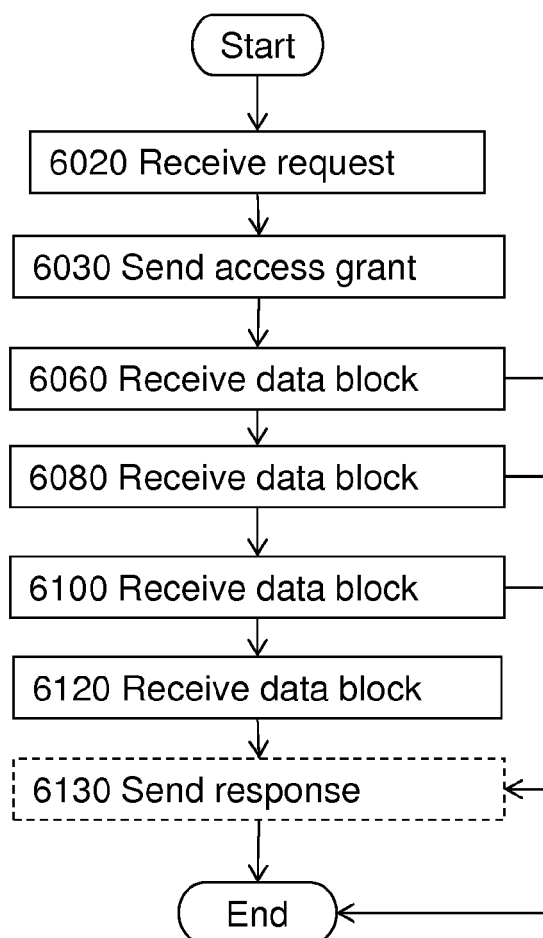 Start
6020 Receive request
6030 Send access grant
6060 Receive data block
6080 Receive data block
6100 Receive data block
6120 Receive data block
6130 Send response
End